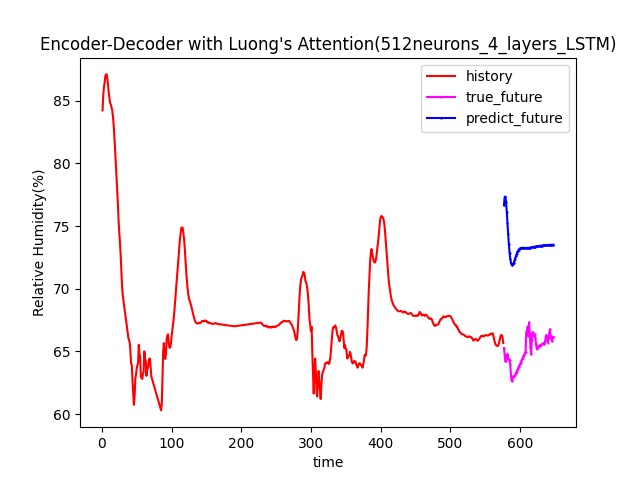 Encoder-Decoder with Luong's Attention(512neurons_4_layers_LSTM)
history
true_future
predict_future
Relative Humidity(%)
85
80
75
70
65
60
0 100 200 300 400 500 600
time